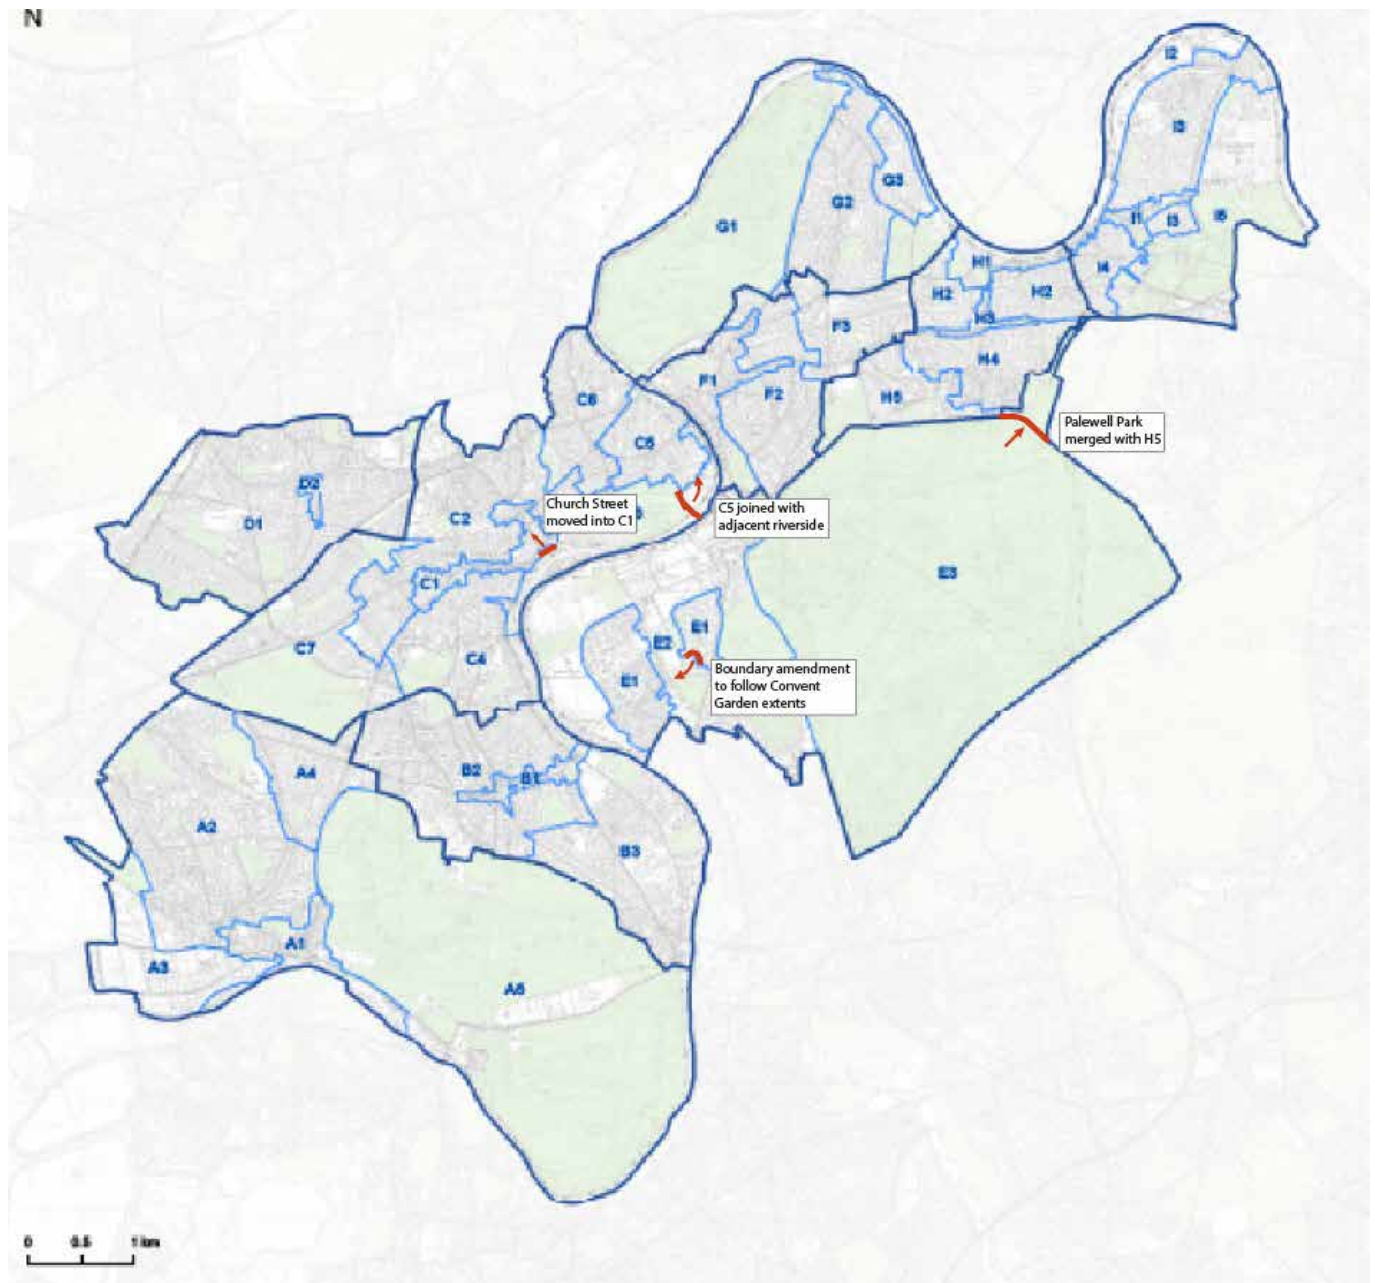 N
I2
I3
G3
G2
I1
I5
I6
G1
H1
I4
H2
H2
H3
F3
H4
F1
F2
H5
C6
Palewell Park
merged with H5
C5
D2
Church Street
moved into C1
C5 joined with
adjacent riverside
D1
C2
C1
E3
E1
E2
C7
C4
E1
Boundary amendment
to follow Convent
Garden extents
A4
B2
B1
A2
B3
A1
A3
A5
0
0.5
1 km